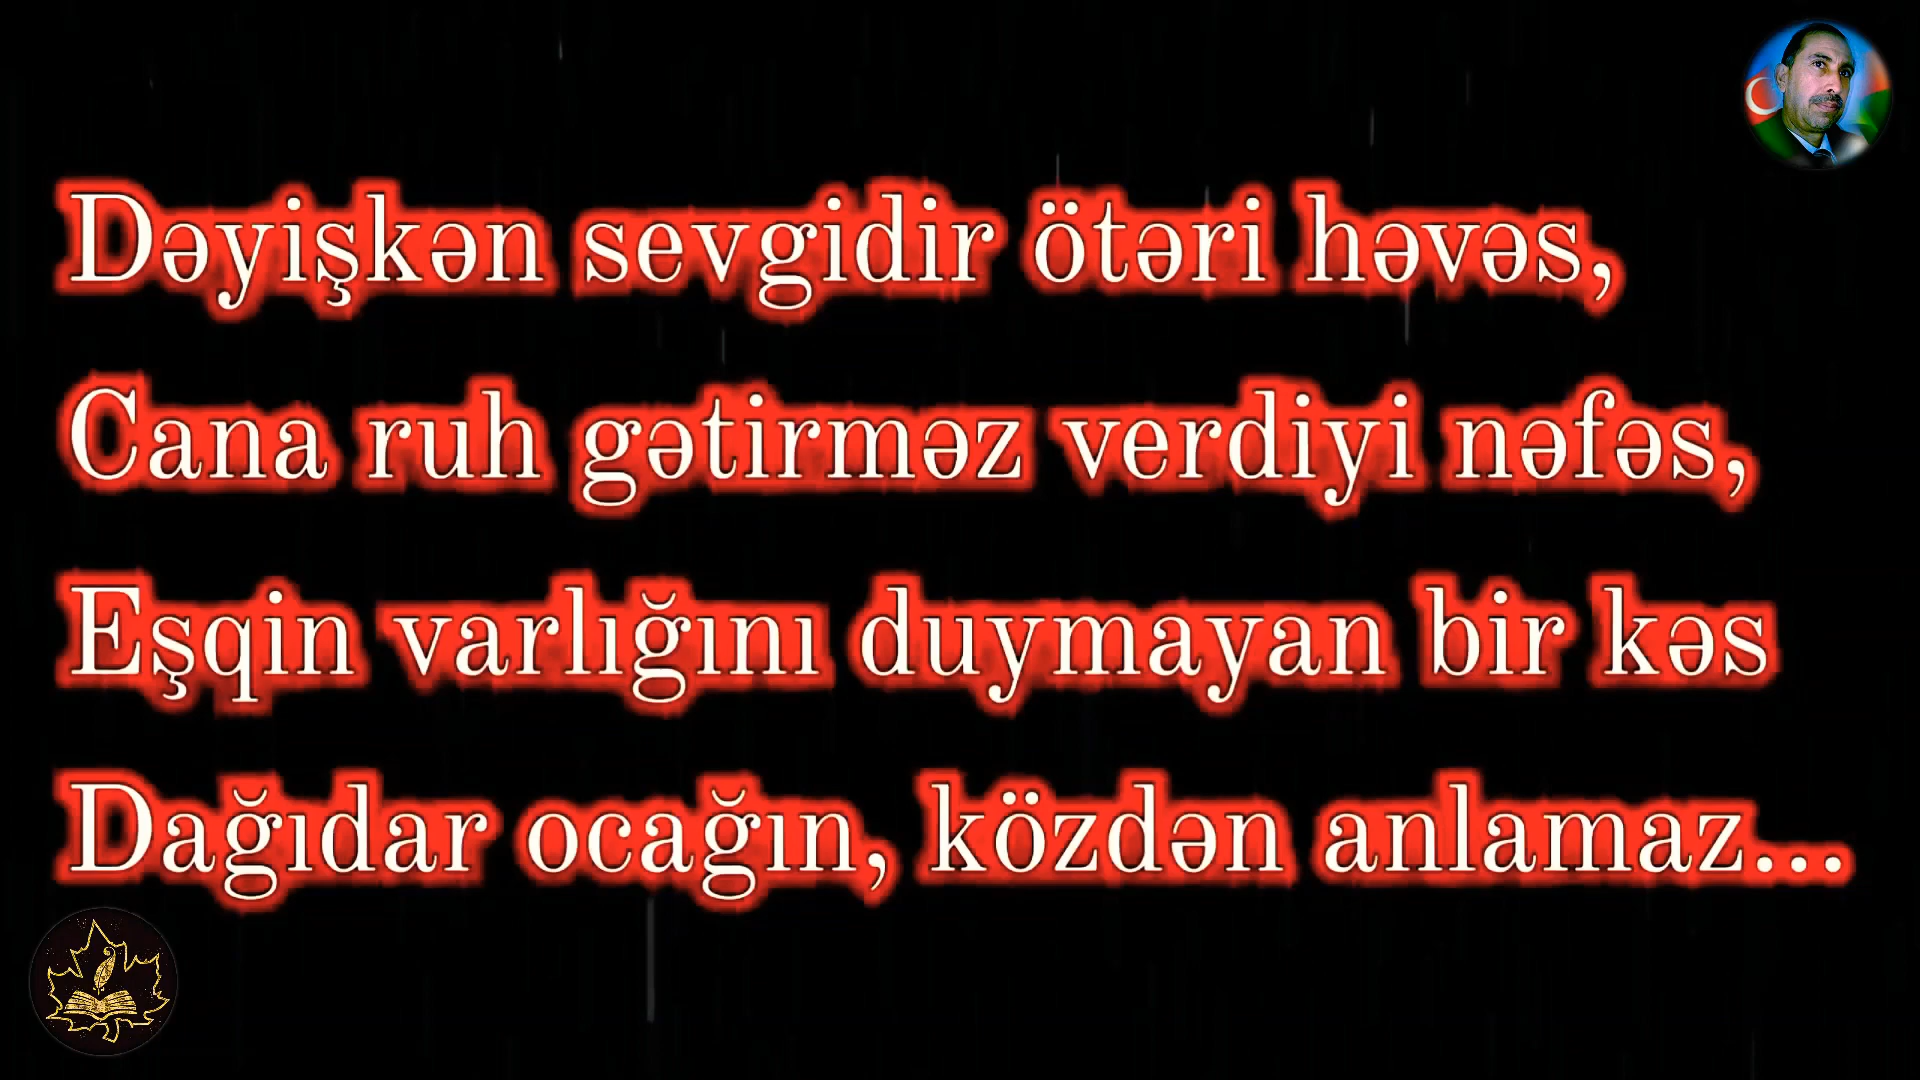 Dəyişkən sevgidir ötəri həvəs,
Cana ruh gətirməz verdiyi nəfəs,
Eşqin varlığını duymayan bir kəs
Dağıdar ocağın, közdən anlamaz...